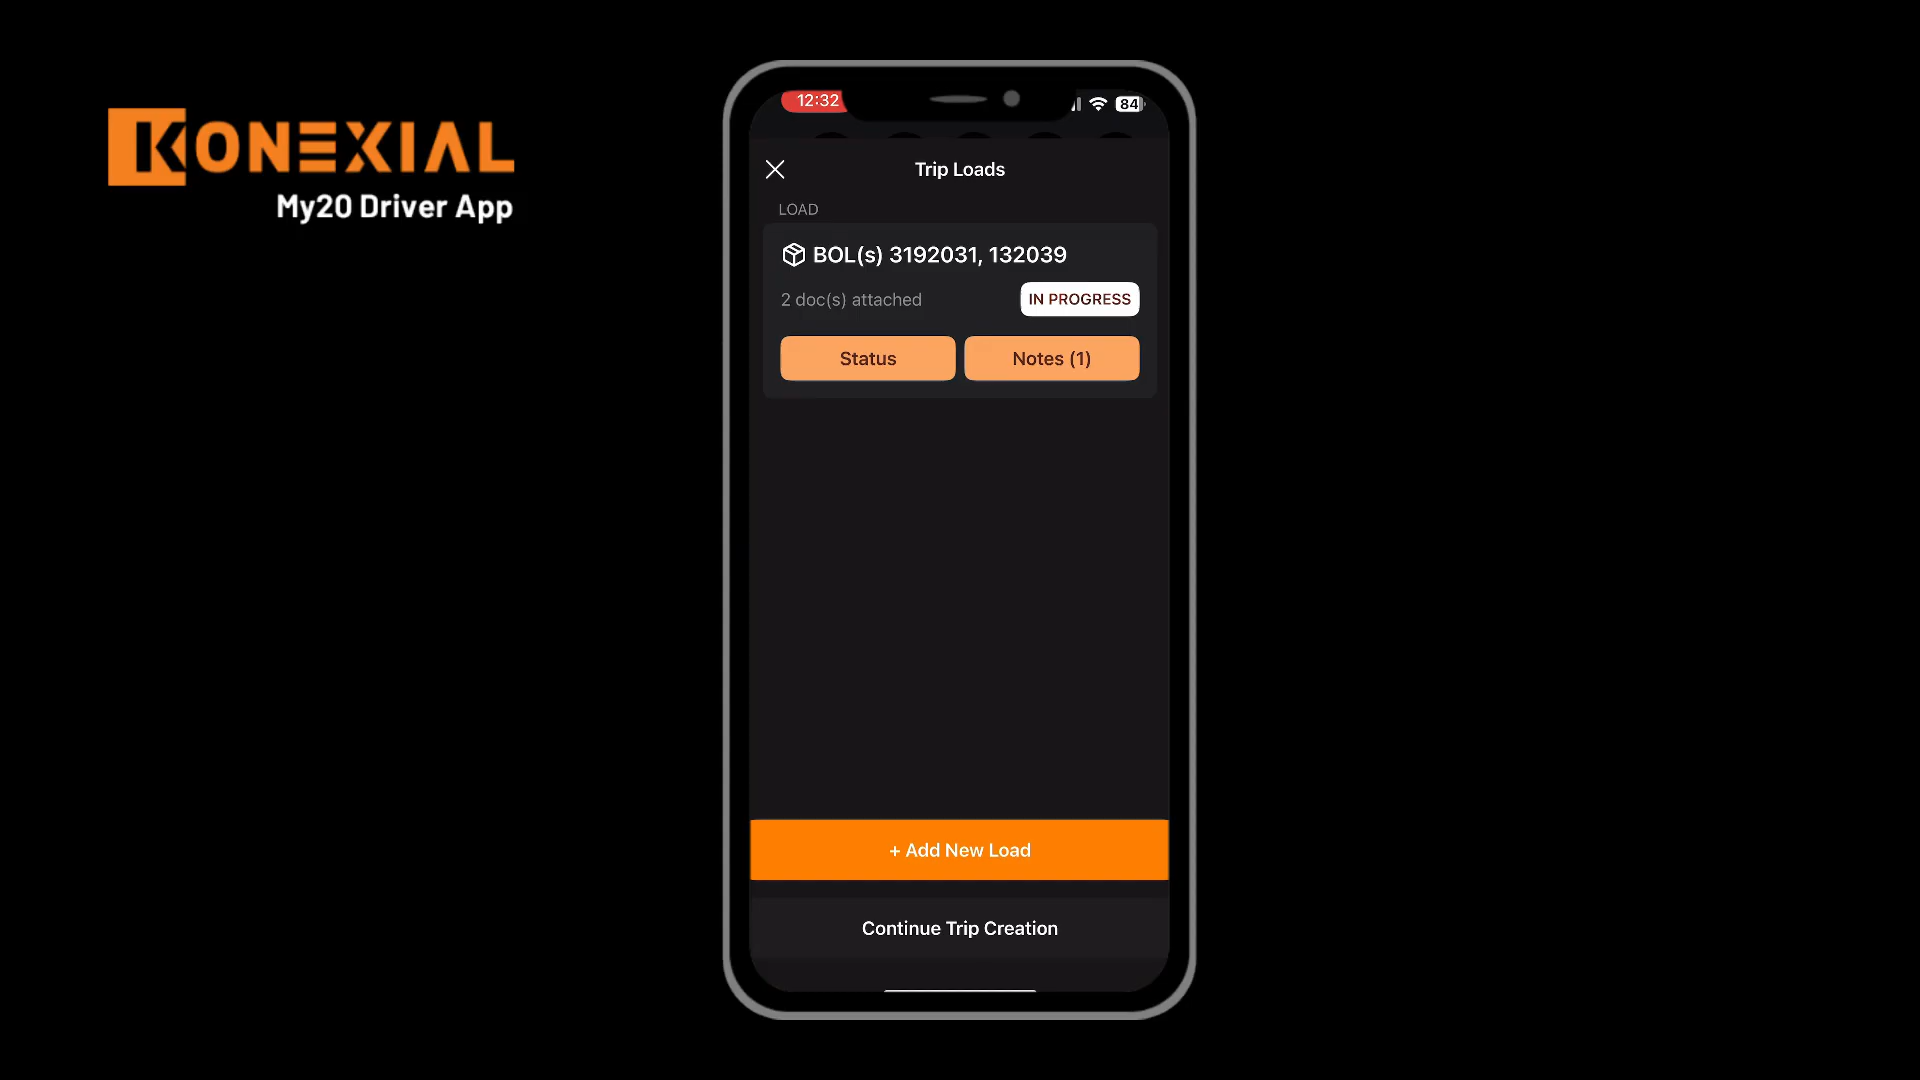 KONEXIAL
My20 Driver App
12:32
84
Trip Loads
LOAD
BOL(s) 3192031, 132039
2 doc(s) attached
IN PROGRESS
Status
Notes (1)
+ Add New Load
Continue Trip Creation